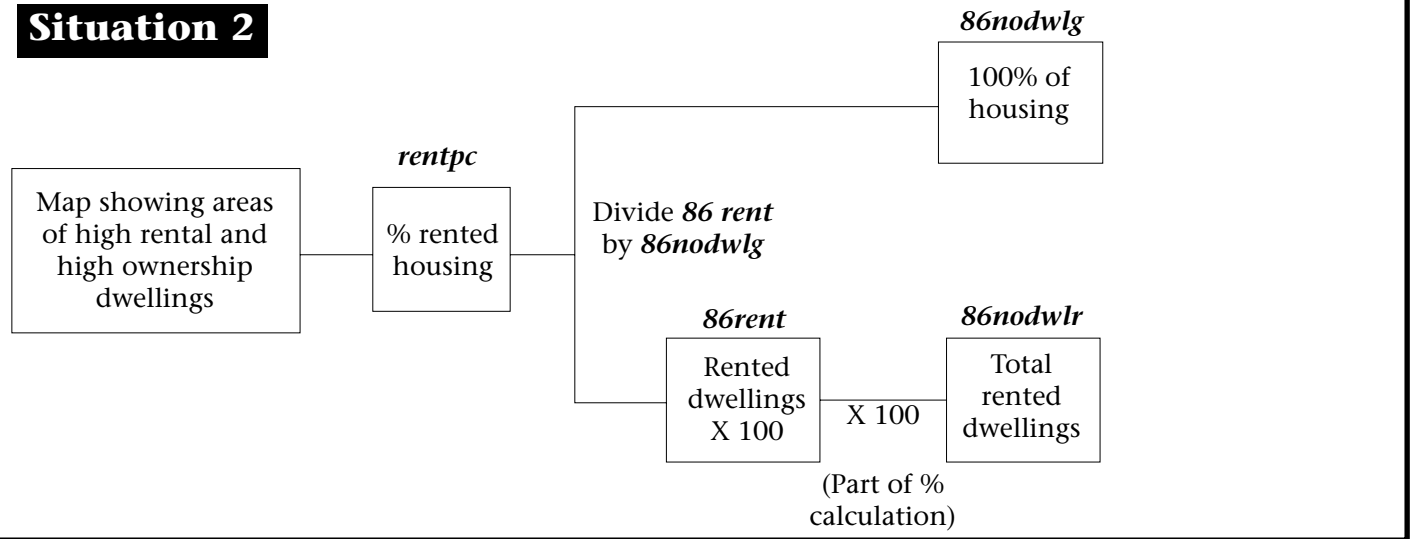 Situation 2
86nodwlg
100% of
housing
rentpc
Map showing areas
of high rental and
high ownership
dwellings
% rented
housing
Divide 86 rent
by 86nodwlg
86rent
Rented
dwellings
X 100
X 100
(Part of %
calculation)
86nodwlr
Total
rented
dwellings